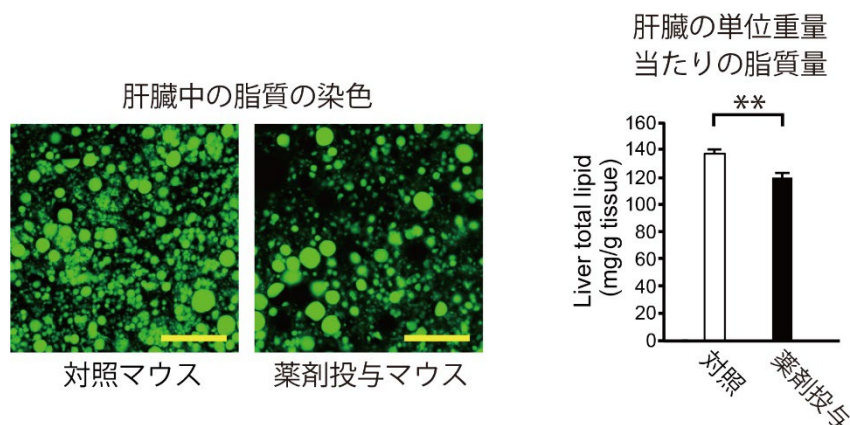 肝臓中の脂質の染色
対照マウス
薬剤投与マウス
肝臓の単位重量
当たりの脂質量
**
160
140
120
100
80
60
40
20
0
Liver total lipid
(mg/g tissue)
対照
薬剤投与